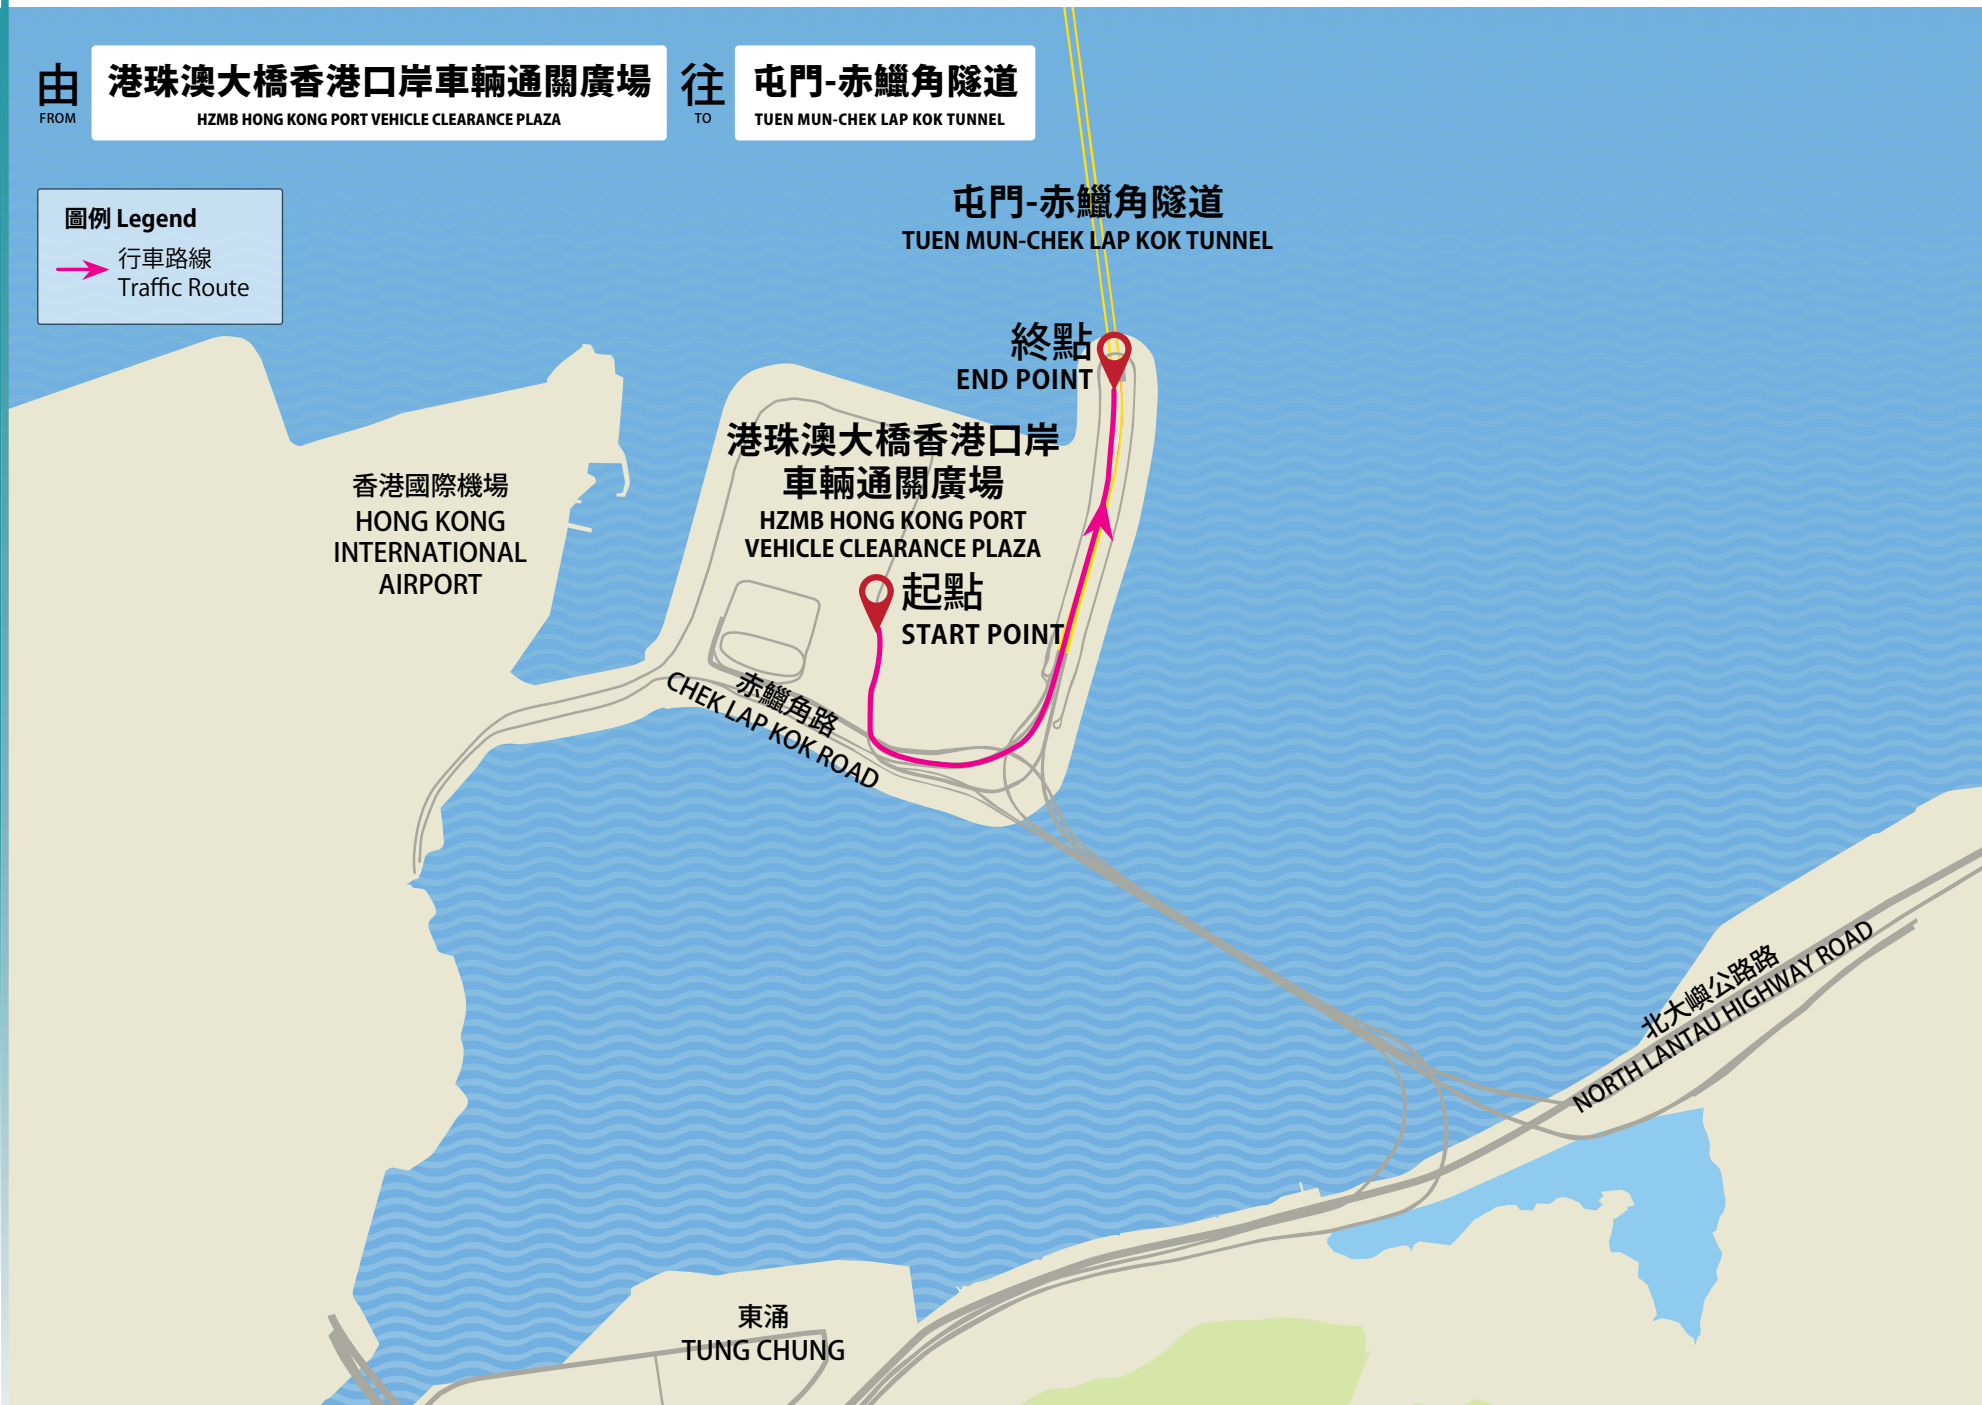 由
FROM
港珠澳大橋香港口岸車輛通關廣場
HZMB HONG KONG PORT VEHICLE CLEARANCE PLAZA
往
TO
屯門-赤鱲角隧道
TUEN MUN-CHEK LAP KOK TUNNEL
圖例 Legend
行車路線
Traffic Route
屯門-赤鱲角隧道
TUEN MUN-CHEK LAP KOK TUNNEL
終點
END POINT
港珠澳大橋香港口岸
車輛通關廣場
HZMB HONG KONG PORT
VEHICLE CLEARANCE PLAZA
起點
START POINT
香港國際機場
HONG KONG
INTERNATIONAL
AIRPORT
赤鱲角路
CHEK LAP KOK ROAD
北大嶼公路路
NORTH LANTAU HIGHWAY ROAD
東涌
TUNG CHUNG